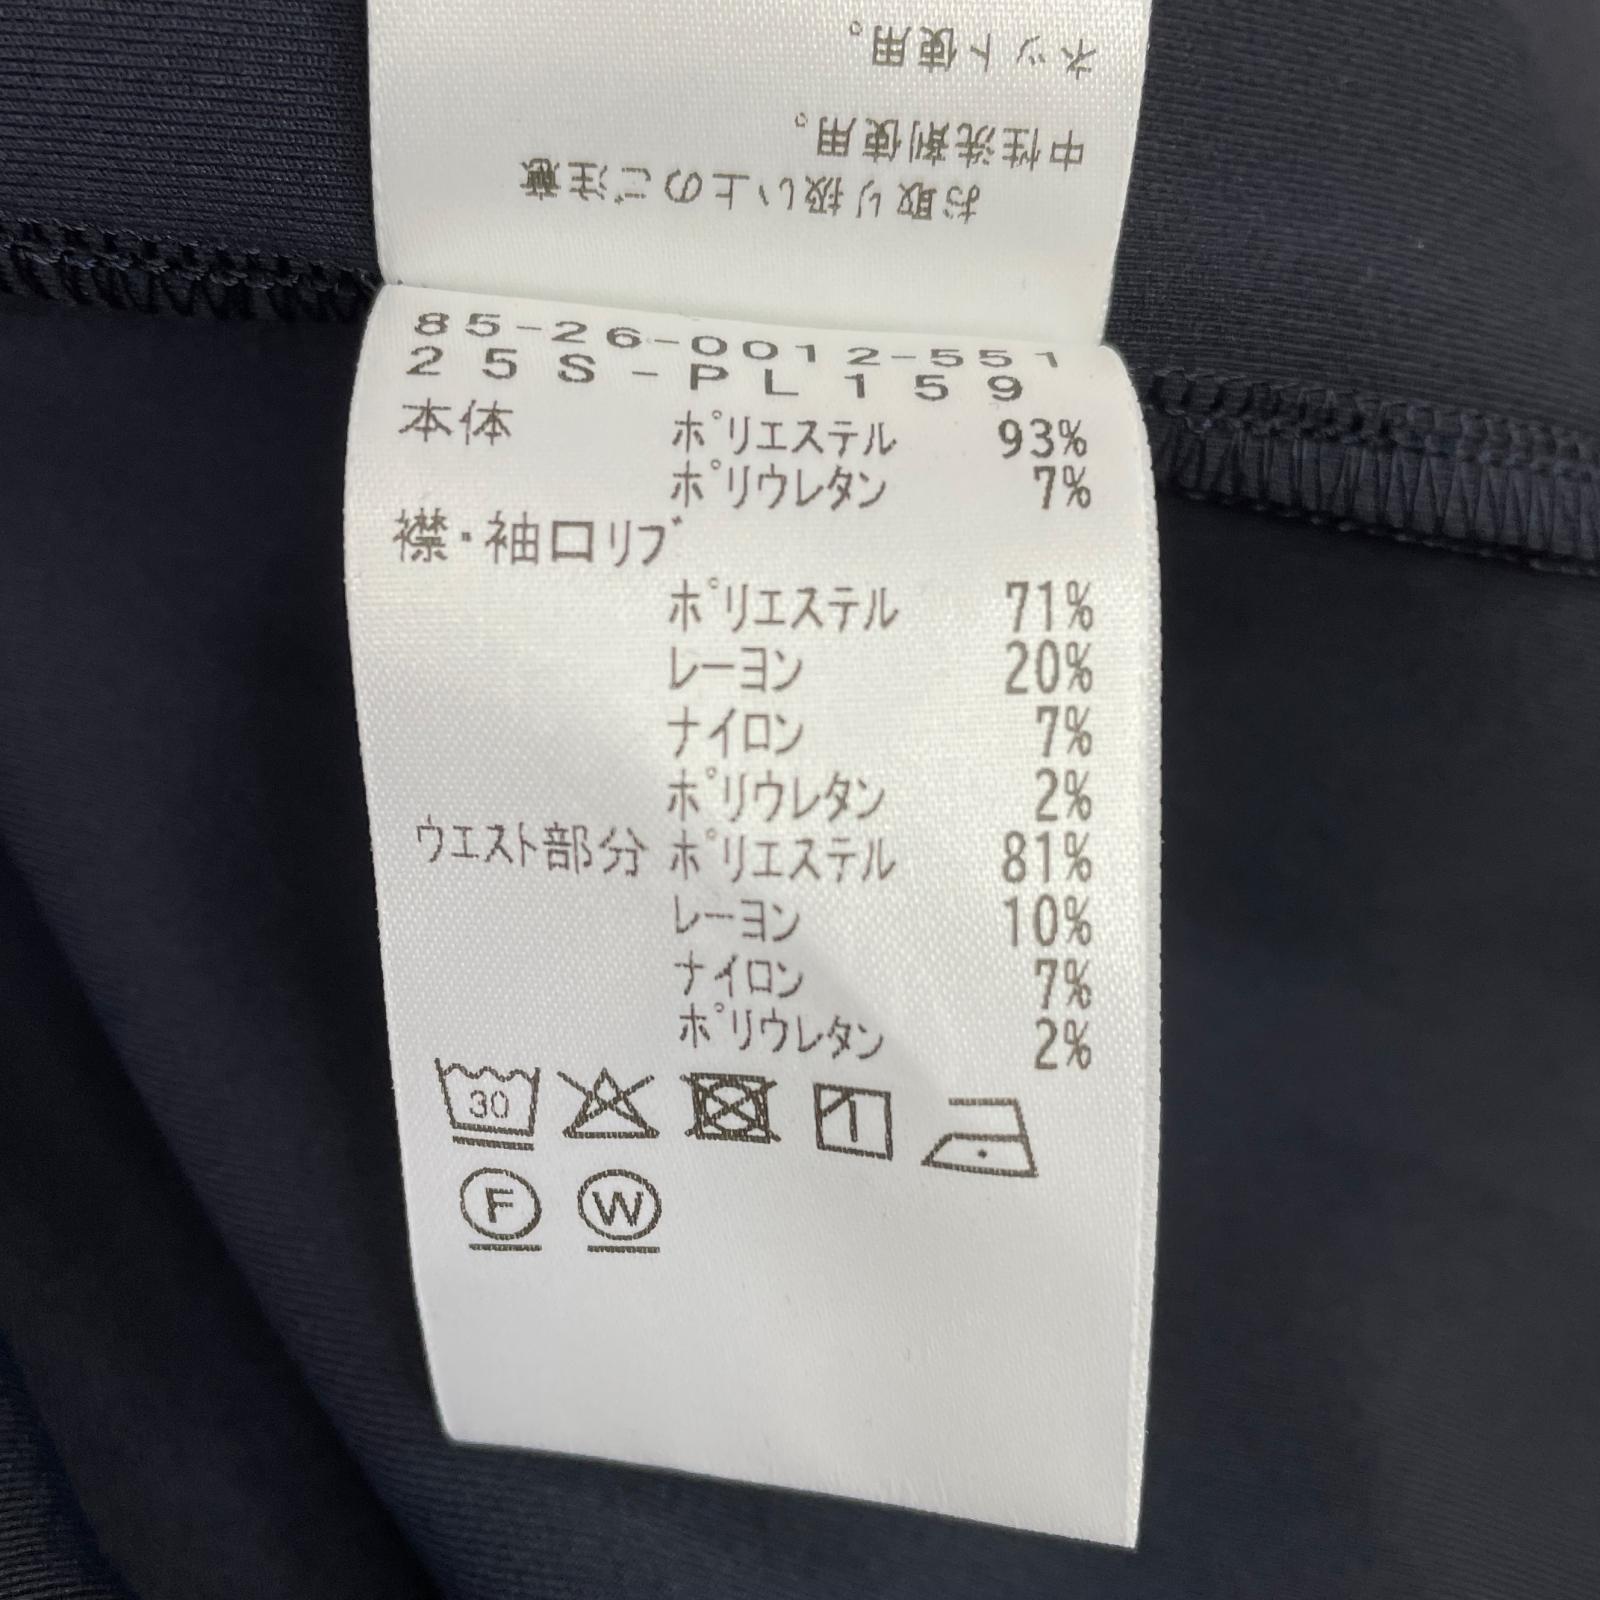 ネット使用。
中性洗剤使用。
お取り扱い上のご注意
85-26-0012-551
25S-PL159
本体 ポリエステル 93%
ポリウレタン 7%
襟・袖口リブ
ポリエステル 71%
レーヨン 20%
ナイロン 7%
ポリウレタン 2%
ウエスト部分 ポリエステル 81%
レーヨン 10%
ナイロン 7%
ポリウレタン 2%
30
F W